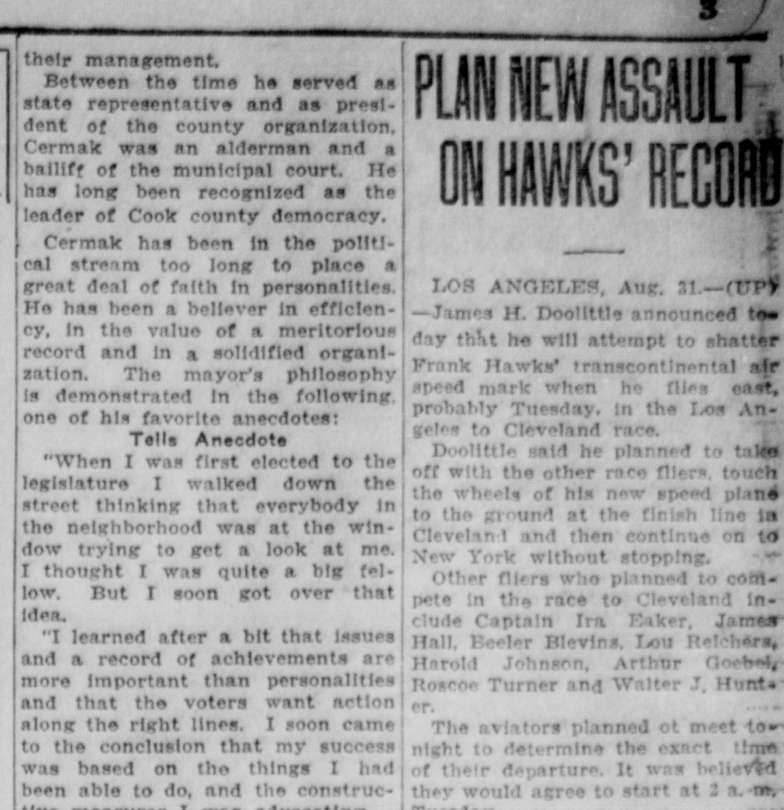 3
their management.
Between the time he served as
state representative and as presi-
dent of the county organization,
Cermak was an alderman and a
bailiff of the municipal court. He
has long been recognized as the
leader of Cook county democracy.
Cermak has been in the politi-
cal stream too long to place a
great deal of faith in personalities.
He has been a believer in efficien-
cy, in the value of a meritorious
record and in a solidified organi-
zation. The mayor's philosophy
is demonstrated in the following,
one of his favorite anecdotes:
Tells Anecdote
"When I was first elected to the
legislature I walked down the
street thinking that everybody in
the neighborhood was at the win-
dow trying to get a look at me.
I thought I was quite a big fel-
low. But I soon got over that
idea.
"I learned after a bit that issues
and a record of achievements are
more important than personalities
and that the voters want action
along the right lines. I soon came
to the conclusion that my success
was based on the things I had
been able to do, and the construc-
PLAN NEW ASSAULT
ON HAWKS' RECORD
LOS ANGELES, Aug. 31.—(UP)
—James H. Doolittle announced to-
day that he will attempt to shatter
Frank Hawks' transcontinental air
speed mark when he flies east,
probably Tuesday, in the Los An-
geles to Cleveland race.
Doolittle said he planned to take
off with the other race fliers, touch
the wheels of his new speed plane
to the ground at the finish line in
Cleveland and then continue on to
New York without stopping.
Other fliers who planned to com-
pete in the race to Cleveland in-
clude Captain Ira Eaker, James
Hall, Beeler Blevins, Lou Reichers,
Harold Johnson, Arthur Goebel,
Roscoe Turner and Walter J. Hunt-
er.
The aviators planned ot meet to-
night to determine the exact time
of their departure. It was believed
they would agree to start at 2 a. m.